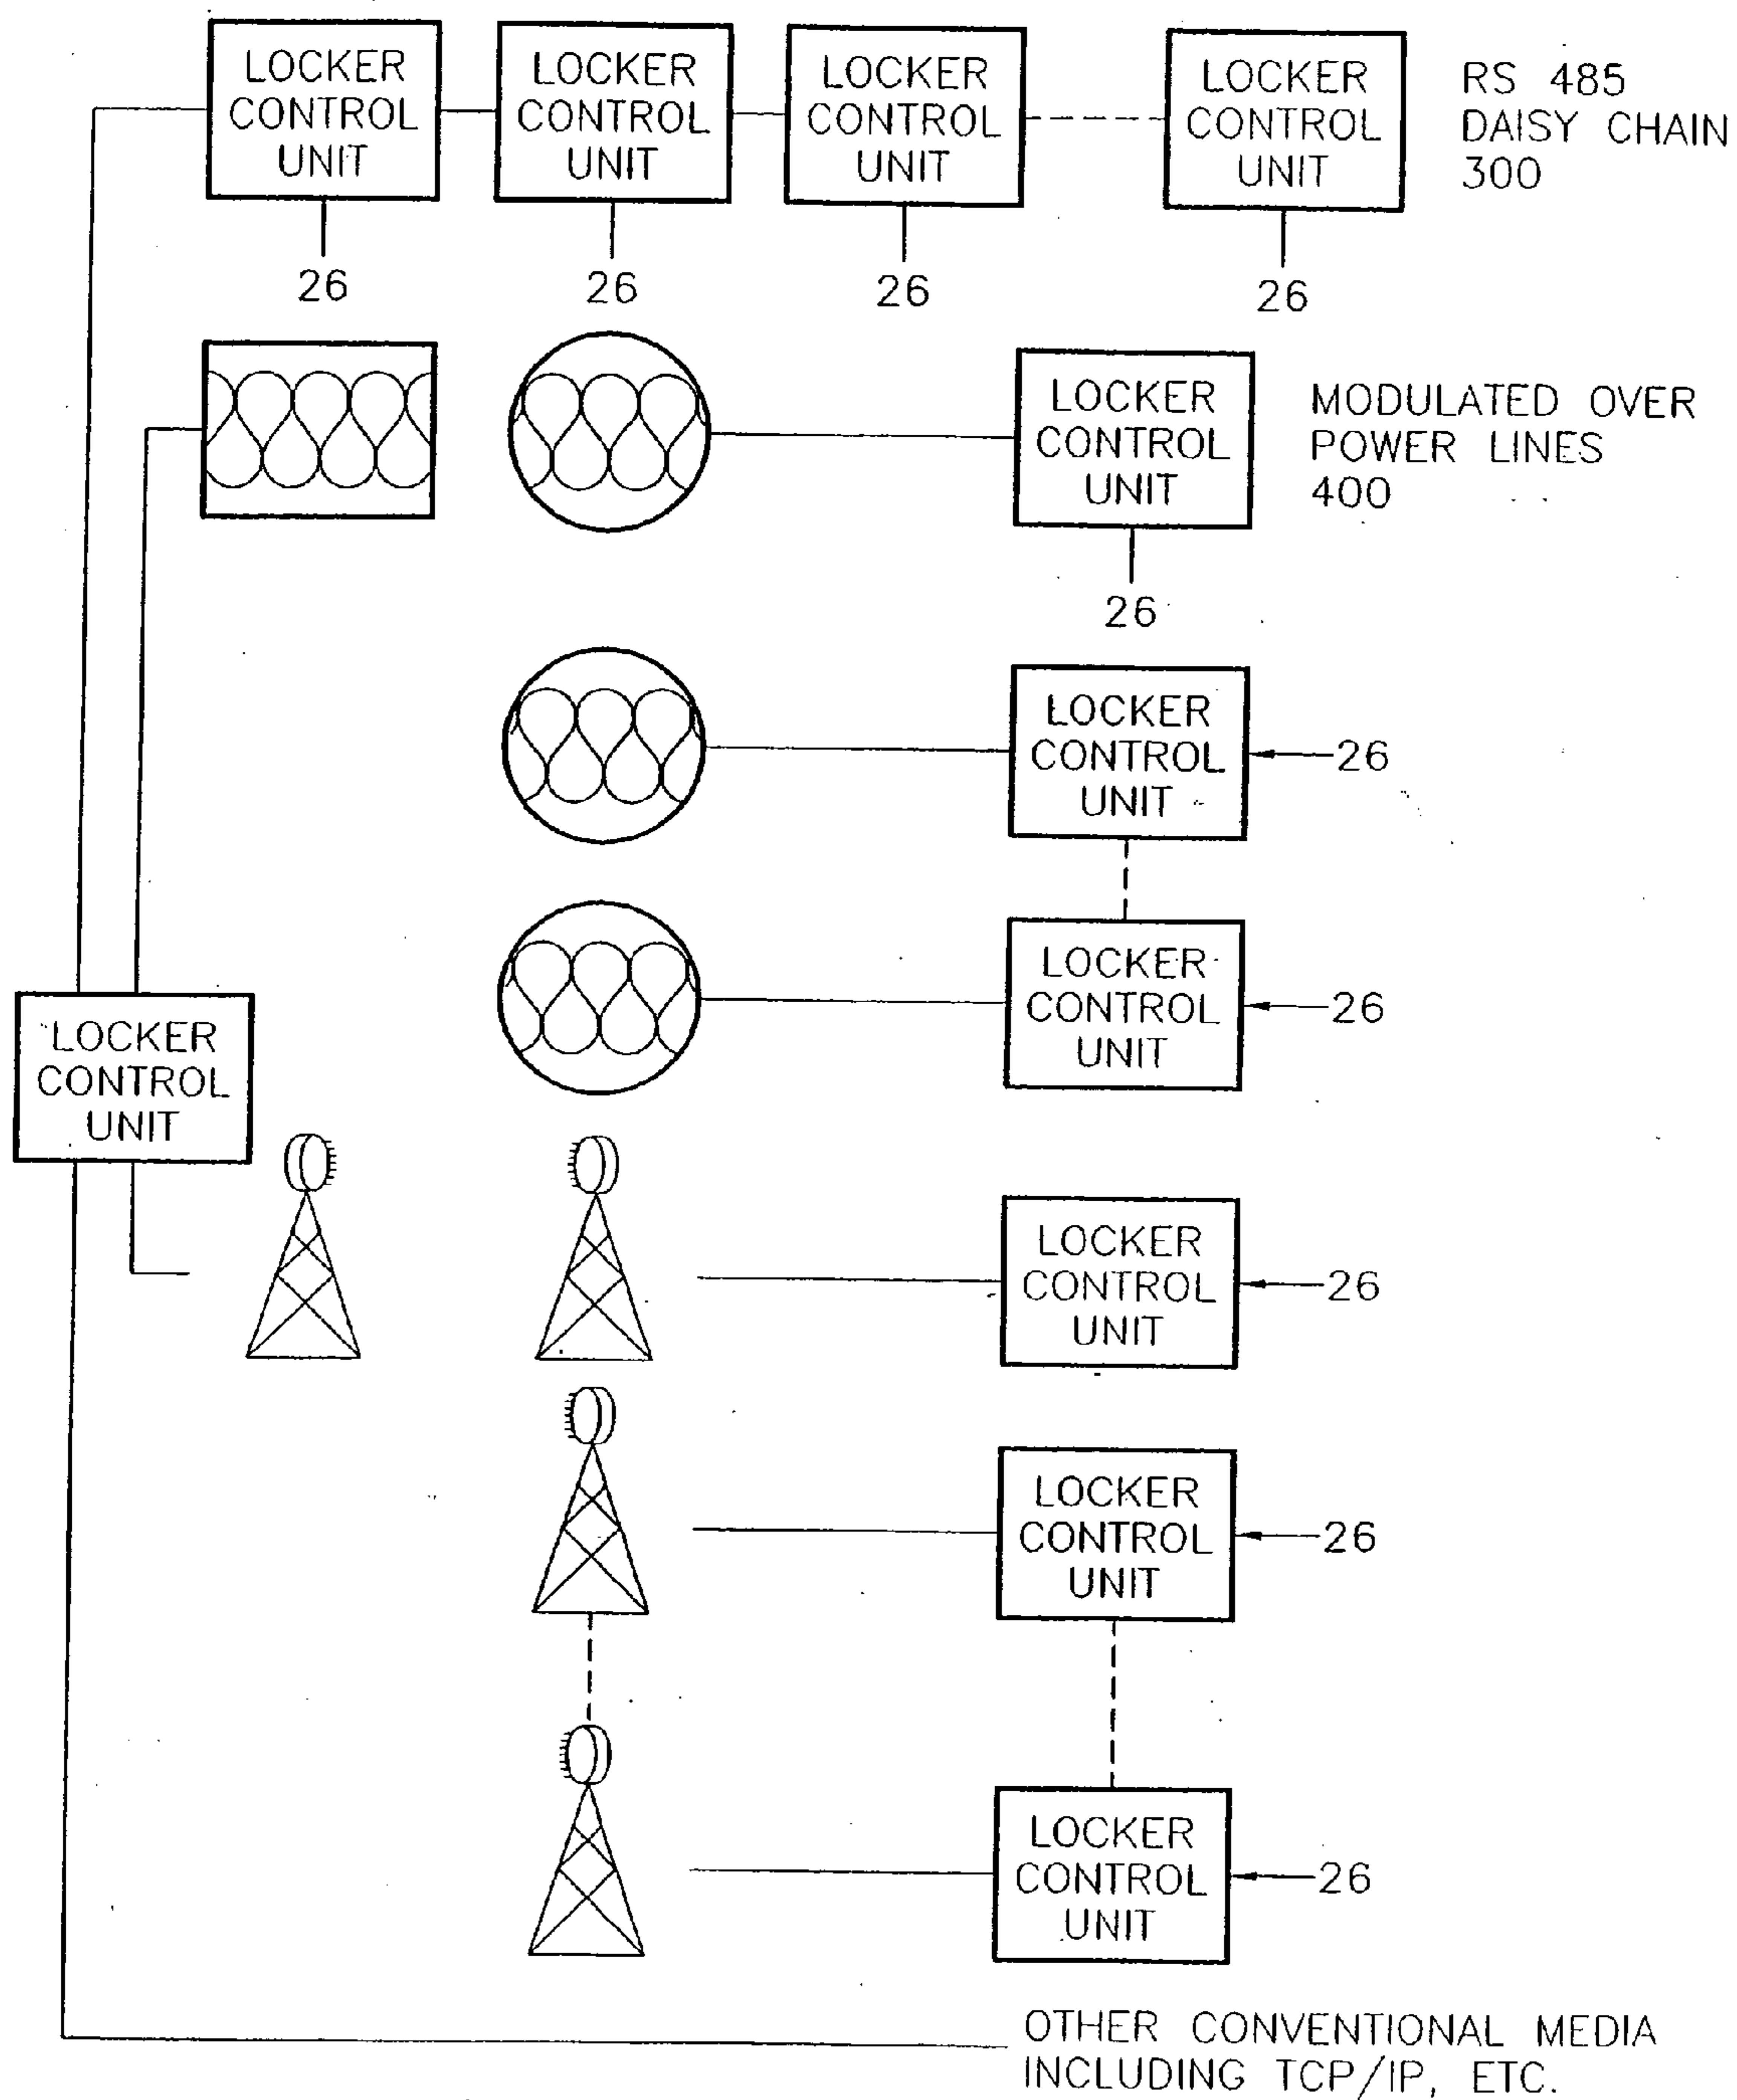 LOCKER
CONTROL
UNIT
26
LOCKER
CONTROL
UNIT
26
LOCKER
CONTROL
UNIT
26
LOCKER
CONTROL
UNIT
26
RS 485
DAISY CHAIN
300
LOCKER
CONTROL
UNIT
26
MODULATED OVER
POWER LINES
400
LOCKER
CONTROL
UNIT
26
LOCKER
CONTROL
UNIT
26
LOCKER
CONTROL
UNIT
LOCKER
CONTROL
UNIT
26
LOCKER
CONTROL
UNIT
26
LOCKER
CONTROL
UNIT
26
OTHER CONVENTIONAL MEDIA
INCLUDING TCP/IP, ETC.